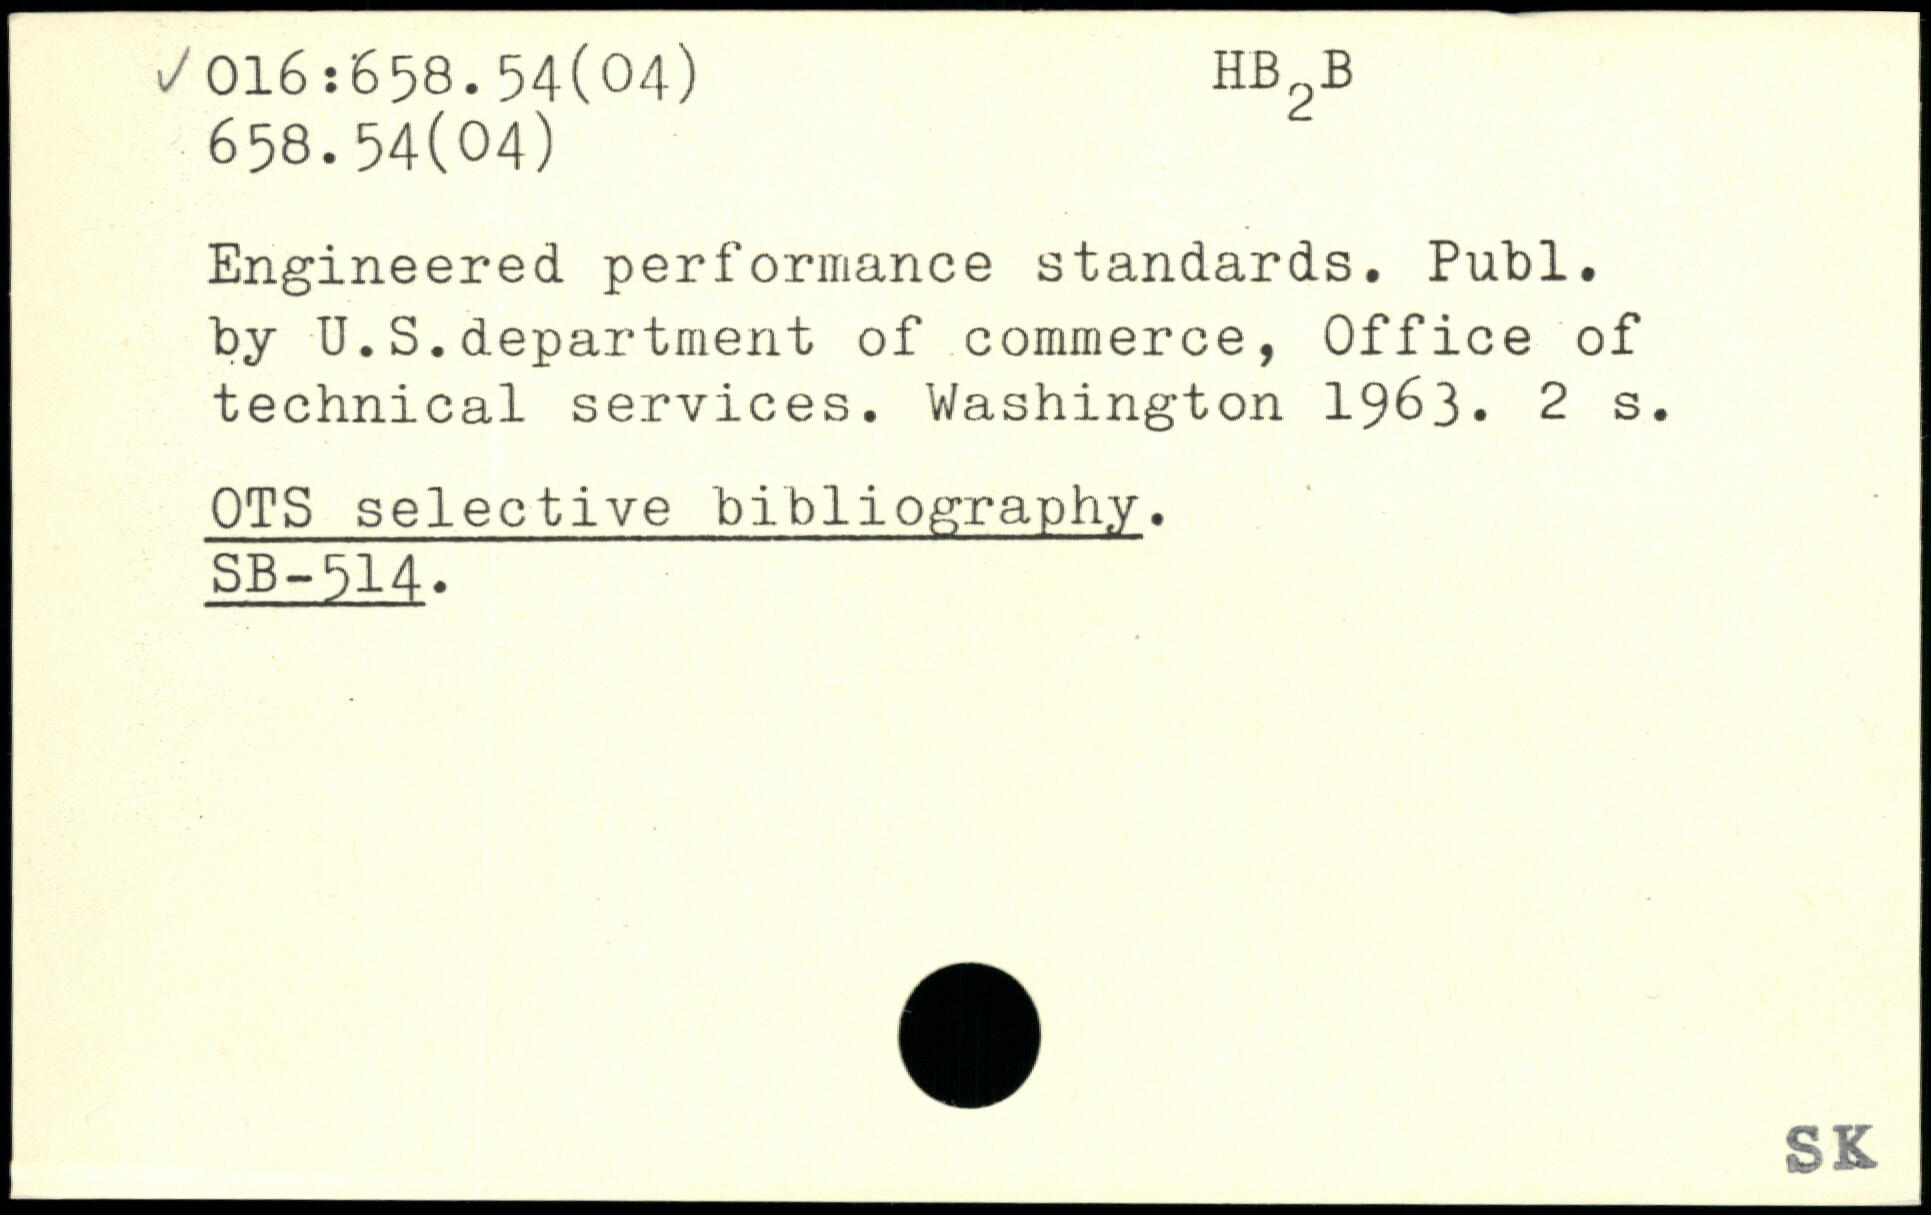 ✓ 016:658.54(04) HB₂B
658.54(04)
Engineered performance standards. Publ.
by U.S.department of commerce, Office of
technical services. Washington 1963. 2 s.
OTS selective bibliography.
SB-514.
SK